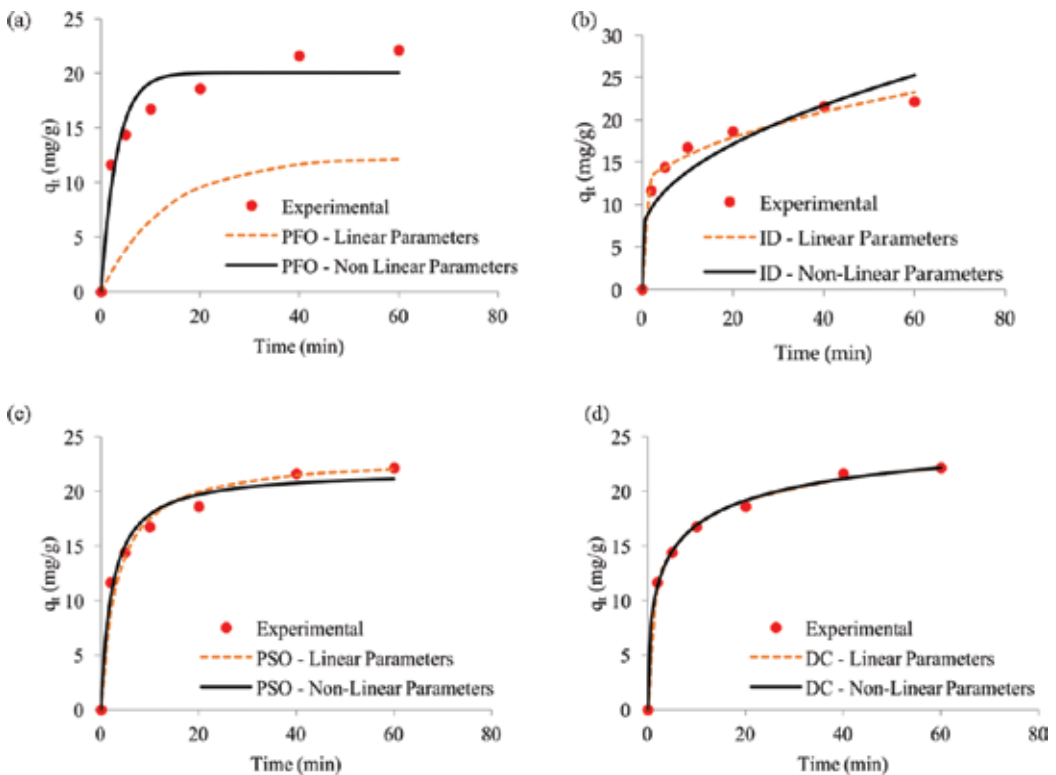 (a)
25
20
15
10
5
0
qt (mg/g)
Experimental
PFO - Linear Parameters
PFO - Non Linear Parameters
0 20 40 60 80
Time (min)
(b)
30
25
20
15
10
5
0
qt (mg/g)
Experimental
ID - Linear Parameters
ID - Non-Linear Parameters
0 20 40 60 80
Time (min)
(c)
25
20
15
10
5
0
qt (mg/g)
Experimental
PSO - Linear Parameters
PSO - Non-Linear Parameters
0 20 40 60 80
Time (min)
(d)
25
20
15
10
5
0
qt (mg/g)
Experimental
DC - Linear Parameters
DC - Non-Linear Parameters
0 20 40 60 80
Time (min)